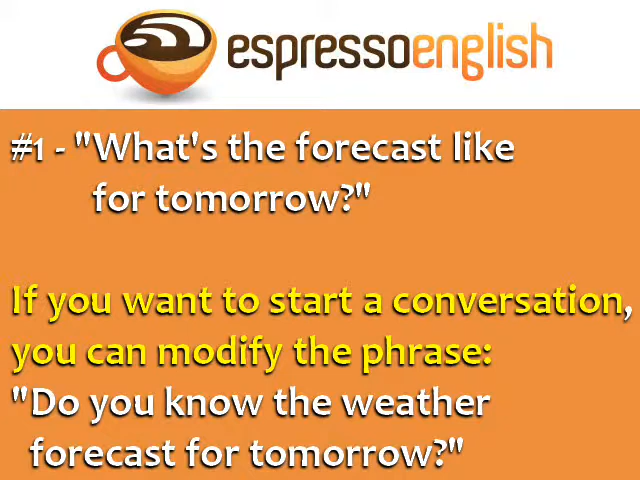 espressoenglish
#1 - "What's the forecast like
for tomorrow?"
If you want to start a conversation,
you can modify the phrase:
"Do you know the weather
forecast for tomorrow?"